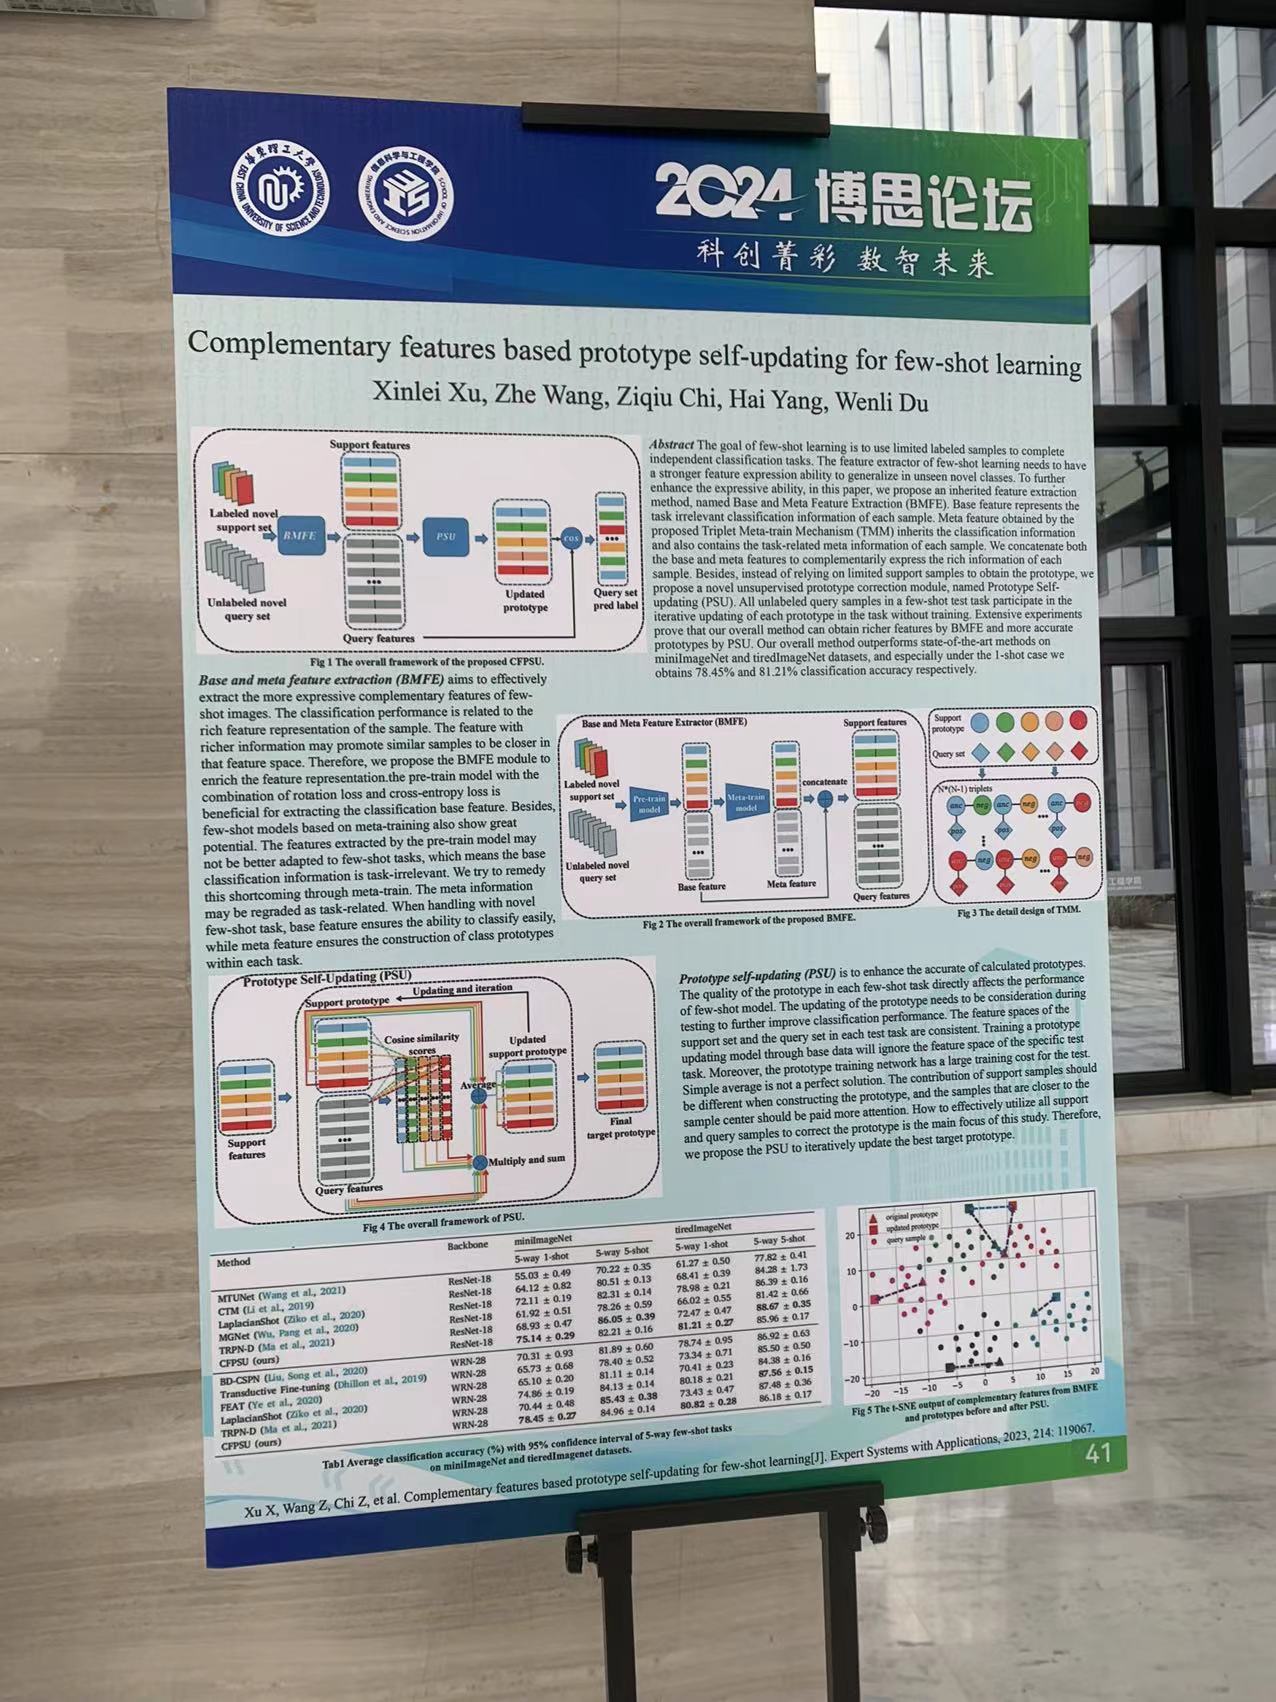 華東理工大學
EAST CHINA UNIVERSITY OF SCIENCE AND TECHNOLOGY
信息科学与工程学院
SCHOOL OF INFORMATION SCIENCE AND ENGINEERING
2024 博思论坛
科创菁彩 数智未来
Complementary features based prototype self-updating for few-shot learning
Xinlei Xu, Zhe Wang, Ziqiu Chi, Hai Yang, Wenli Du
Support features
Labeled novel
support set
BMFE
PSU
cos
Unlabeled novel
query set
Updated
prototype
Query set
pred label
Query features
Fig 1 The overall framework of the proposed CFPSU.
Abstract The goal of few-shot learning is to use limited labeled samples to complete
independent classification tasks. The feature extractor of few-shot learning needs to have
a stronger feature expression ability to generalize in unseen novel classes. To further
enhance the expressive ability, in this paper, we propose an inherited feature extraction
method, named Base and Meta Feature Extraction (BMFE). Base feature represents the
task irrelevant classification information of each sample. Meta feature obtained by the
proposed Triplet Meta-train Mechanism (TMM) inherits the classification information
and also contains the task-related meta information of each sample. We concatenate both
the base and meta features to complementarily express the rich information of each
sample. Besides, instead of relying on limited support samples to obtain the prototype, we
propose a novel unsupervised prototype correction module, named Prototype Self-
updating (PSU). All unlabeled query samples in a few-shot test task participate in the
iterative updating of each prototype in the task without training. Extensive experiments
prove that our overall method can obtain richer features by BMFE and more accurate
prototypes by PSU. Our overall method outperforms state-of-the-art methods on
miniImageNet and tiredImageNet datasets, and especially under the 1-shot case we
obtains 78.45% and 81.21% classification accuracy respectively.
Base and meta feature extraction (BMFE) aims to effectively
extract the more expressive complementary features of few-
shot images. The classification performance is related to the
rich feature representation of the sample. The feature with
richer information may promote similar samples to be closer in
that feature space. Therefore, we propose the BMFE module to
enrich the feature representation.the pre-train model with the
combination of rotation loss and cross-entropy loss is
beneficial for extracting the classification base feature. Besides,
few-shot models based on meta-training also show great
potential. The features extracted by the pre-train model may
not be better adapted to few-shot tasks, which means the base
classification information is task-irrelevant. We try to remedy
this shortcoming through meta-train. The meta information
may be regraded as task-related. When handling with novel
few-shot task, base feature ensures the ability to classify easily,
while meta feature ensures the construction of class prototypes
within each task.
Base and Meta Feature Extractor (BMFE)
Support features
Labeled novel
support set
Pre-train
model
Meta-train
model
concatenate
Unlabeled novel
query set
Base feature
Meta feature
Query features
Fig 2 The overall framework of the proposed BMFE.
Support
prototype
Query set
N*(N-1) triplets
anc neg anc neg anc
pos pos pos
neg neg neg
Fig 3 The detail design of TMM.
工程学院
Prototype Self-Updating (PSU)
Updating and iteration
Support prototype
Cosine similarity
scores
Updated
support prototype
Average
Support
features
Final
target prototype
Multiply and sum
Query features
Fig 4 The overall framework of PSU.
Prototype self-updating (PSU) is to enhance the accurate of calculated prototypes.
The quality of the prototype in each few-shot task directly affects the performance
of few-shot model. The updating of the prototype needs to be consideration during
testing to further improve classification performance. The feature spaces of the
support set and the query set in each test task are consistent. Training a prototype
updating model through base data will ignore the feature space of the specific test
task. Moreover, the prototype training network has a large training cost for the test.
Simple average is not a perfect solution. The contribution of support samples should
be different when constructing the prototype, and the samples that are closer to the
sample center should be paid more attention. How to effectively utilize all support
and query samples to correct the prototype is the main focus of this study. Therefore,
we propose the PSU to iteratively update the best target prototype.
Method Backbone miniImageNet tiredImageNet
5-way 1-shot 5-way 5-shot 5-way 1-shot 5-way 5-shot
MTUNet (Wang et al., 2021) ResNet-18 55.03 ± 0.49 70.22 ± 0.35 61.27 ± 0.50 77.82 ± 0.41
CTM (Li et al., 2019) ResNet-18 64.12 ± 0.82 80.51 ± 0.13 68.41 ± 0.39 84.28 ± 1.73
LaplacianShot (Ziko et al., 2020) ResNet-18 72.11 ± 0.19 82.31 ± 0.14 78.98 ± 0.21 86.39 ± 0.16
MGNet (Wu, Pang et al., 2020) ResNet-18 61.92 ± 0.51 78.26 ± 0.59 66.02 ± 0.55 81.42 ± 0.66
TRPN-D (Ma et al., 2021) ResNet-18 68.93 ± 0.47 86.05 ± 0.39 72.47 ± 0.47 88.67 ± 0.35
CFPSU (ours) ResNet-18 75.14 ± 0.29 82.21 ± 0.16 81.21 ± 0.27 85.96 ± 0.17
BD-CSPN (Liu, Song et al., 2020) WRN-28 70.31 ± 0.93 81.89 ± 0.60 78.74 ± 0.95 86.92 ± 0.63
Transductive Fine-tuning (Dhillon et al., 2019) WRN-28 65.73 ± 0.68 78.40 ± 0.52 73.34 ± 0.71 85.50 ± 0.50
FEAT (Ye et al., 2020) WRN-28 65.10 ± 0.20 81.11 ± 0.14 70.41 ± 0.23 84.38 ± 0.16
LaplacianShot (Ziko et al., 2020) WRN-28 74.86 ± 0.19 84.13 ± 0.14 80.18 ± 0.21 87.56 ± 0.15
TRPN-D (Ma et al., 2021) WRN-28 70.44 ± 0.48 85.43 ± 0.38 73.43 ± 0.47 87.48 ± 0.36
CFPSU (ours) WRN-28 78.45 ± 0.27 84.96 ± 0.14 80.82 ± 0.28 86.18 ± 0.17
Tab1 Average classification accuracy (%) with 95% confidence interval of 5-way few-shot tasks
on miniImageNet and tieredImagenet datasets.
original prototype
updated prototype
query sample
20
10
0
-10
-20
-20 -15 -10 -5 0 5 10 15 20
Fig 5 The t-SNE output of complementary features from BMFE
and prototypes before and after PSU.
Xu X, Wang Z, Chi Z, et al. Complementary features based prototype self-updating for few-shot learning[J]. Expert Systems with Applications, 2023, 214: 119067.
41